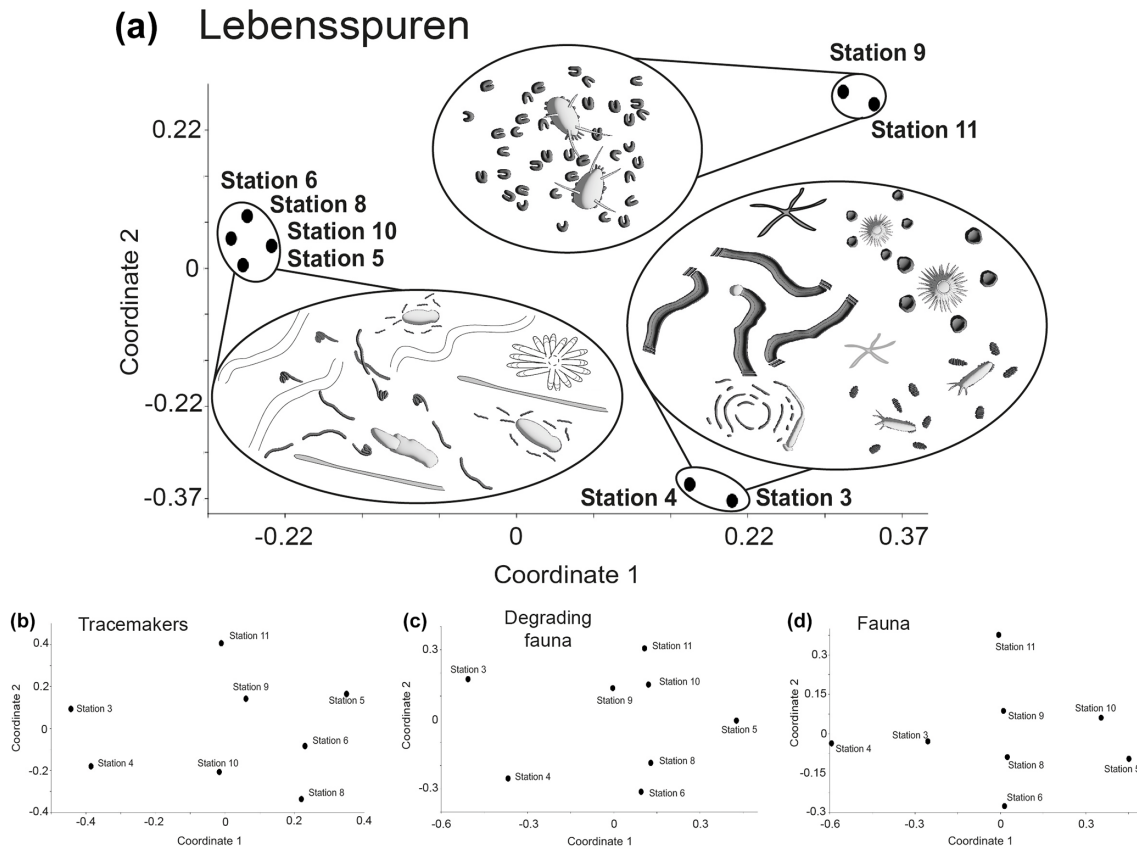 (a) Lebensspuren
Station 9
Station 11
Station 6
Station 8
Station 10
Station 5
Station 4
Station 3
0.22
0
-0.22
-0.37
Coordinate 2
-0.22
0
0.22
0.37
Coordinate 1
(b)
Tracemakers
0.4
0.2
0
-0.2
-0.4
Coordinate 2
Station 11
Station 9
Station 5
Station 3
Station 6
Station 4
Station 10
Station 8
-0.4
-0.2
0
0.2
0.4
Coordinate 1
(c)
Degrading
fauna
0.3
0
-0.3
Coordinate 2
Station 11
Station 3
Station 10
Station 9
Station 5
Station 8
Station 4
Station 6
-0.6
-0.3
0
0.3
Coordinate 1
(d)
Fauna
0.3
0.15
0
-0.15
-0.3
Coordinate 2
Station 11
Station 10
Station 9
Station 3
Station 4
Station 8
Station 5
Station 6
-0.6
-0.3
0
0.3
Coordinate 1